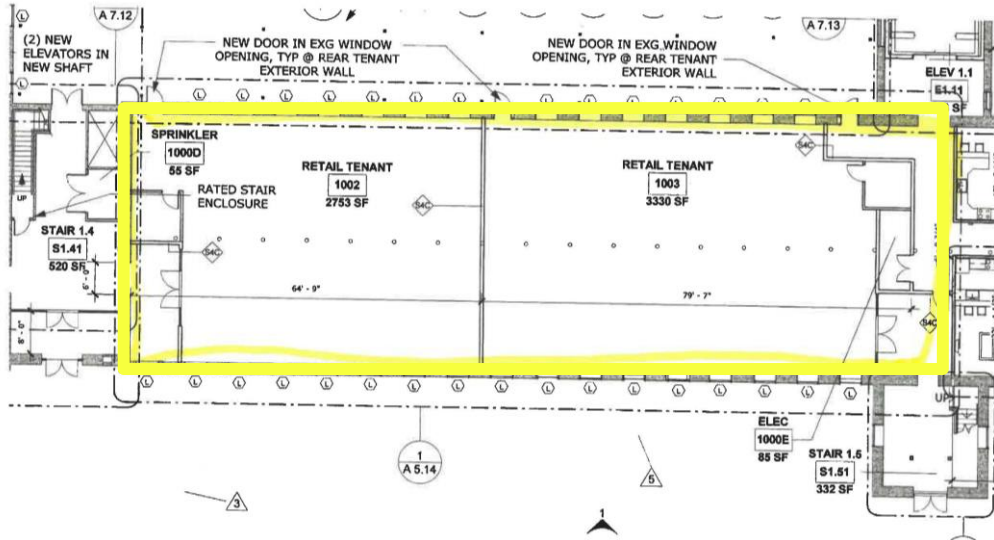 A 7.12
A 7.13
(2) NEW
ELEVATORS IN
NEW SHAFT
NEW DOOR IN EXG WINDOW
OPENING, TYP @ REAR TENANT
EXTERIOR WALL
NEW DOOR IN EXG WINDOW
OPENING, TYP @ REAR TENANT
EXTERIOR WALL
ELEV 1.1
E1.11
SF
L L L L L L L L L L L L L L
SPRINKLER
1000D
55 SF
RETAIL TENANT
1002
2753 SF
RETAIL TENANT
1003
3330 SF
S4C
S4C
S4C
S4C
RATED STAIR
ENCLOSURE
UP
STAIR 1.4
S1.41
520 SF
64' - 9"
79' - 7"
L L L L L L L L L L L L L L L L L
UP
ELEC
1000E
85 SF
STAIR 1.5
S1.51
332 SF
1
A 5.14
3
5
1